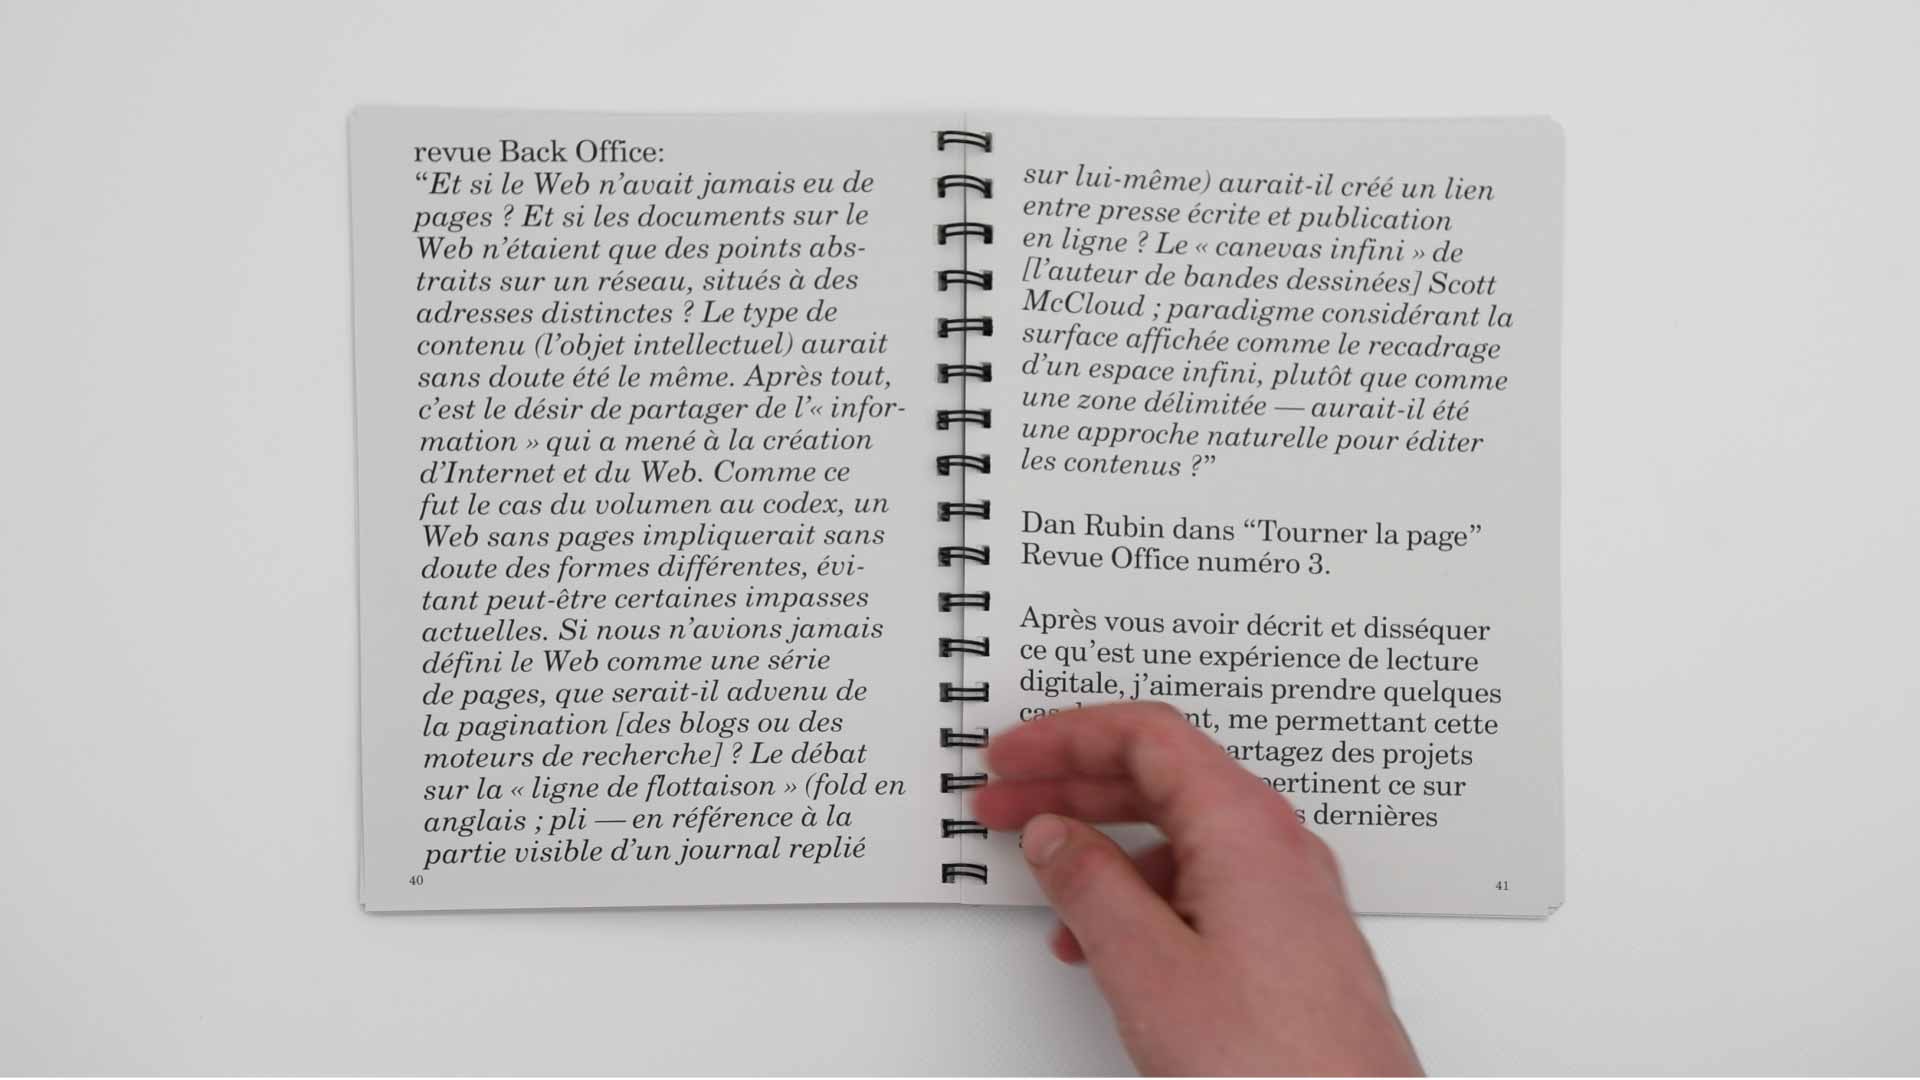 revue Back Office:
“Et si le Web n’avait jamais eu de
pages ? Et si les documents sur le
Web n’étaient que des points abs-
traits sur un réseau, situés à des
adresses distinctes ? Le type de
contenu (l’objet intellectuel) aurait
sans doute été le même. Après tout,
c’est le désir de partager de l’« infor-
mation » qui a mené à la création
d’Internet et du Web. Comme ce
fut le cas du volumen au codex, un
Web sans pages impliquerait sans
doute des formes différentes, évi-
tant peut-être certaines impasses
actuelles. Si nous n’avions jamais
défini le Web comme une série
de pages, que serait-il advenu de
la pagination [des blogs ou des
moteurs de recherche] ? Le débat
sur la « ligne de flottaison » (fold en
anglais ; pli — en référence à la
partie visible d’un journal replié
40
sur lui-même) aurait-il créé un lien
entre presse écrite et publication
en ligne ? Le « canevas infini » de
[l’auteur de bandes dessinées] Scott
McCloud ; paradigme considérant la
surface affichée comme le recadrage
d’un espace infini, plutôt que comme
une zone délimitée — aurait-il été
une approche naturelle pour éditer
les contenus ?”
Dan Rubin dans “Tourner la page”
Revue Office numéro 3.
Après vous avoir décrit et disséquer
ce qu’est une expérience de lecture
digitale, j’aimerais prendre quelques
me permettant cette
des projets
pertinent ce sur
dernières
41